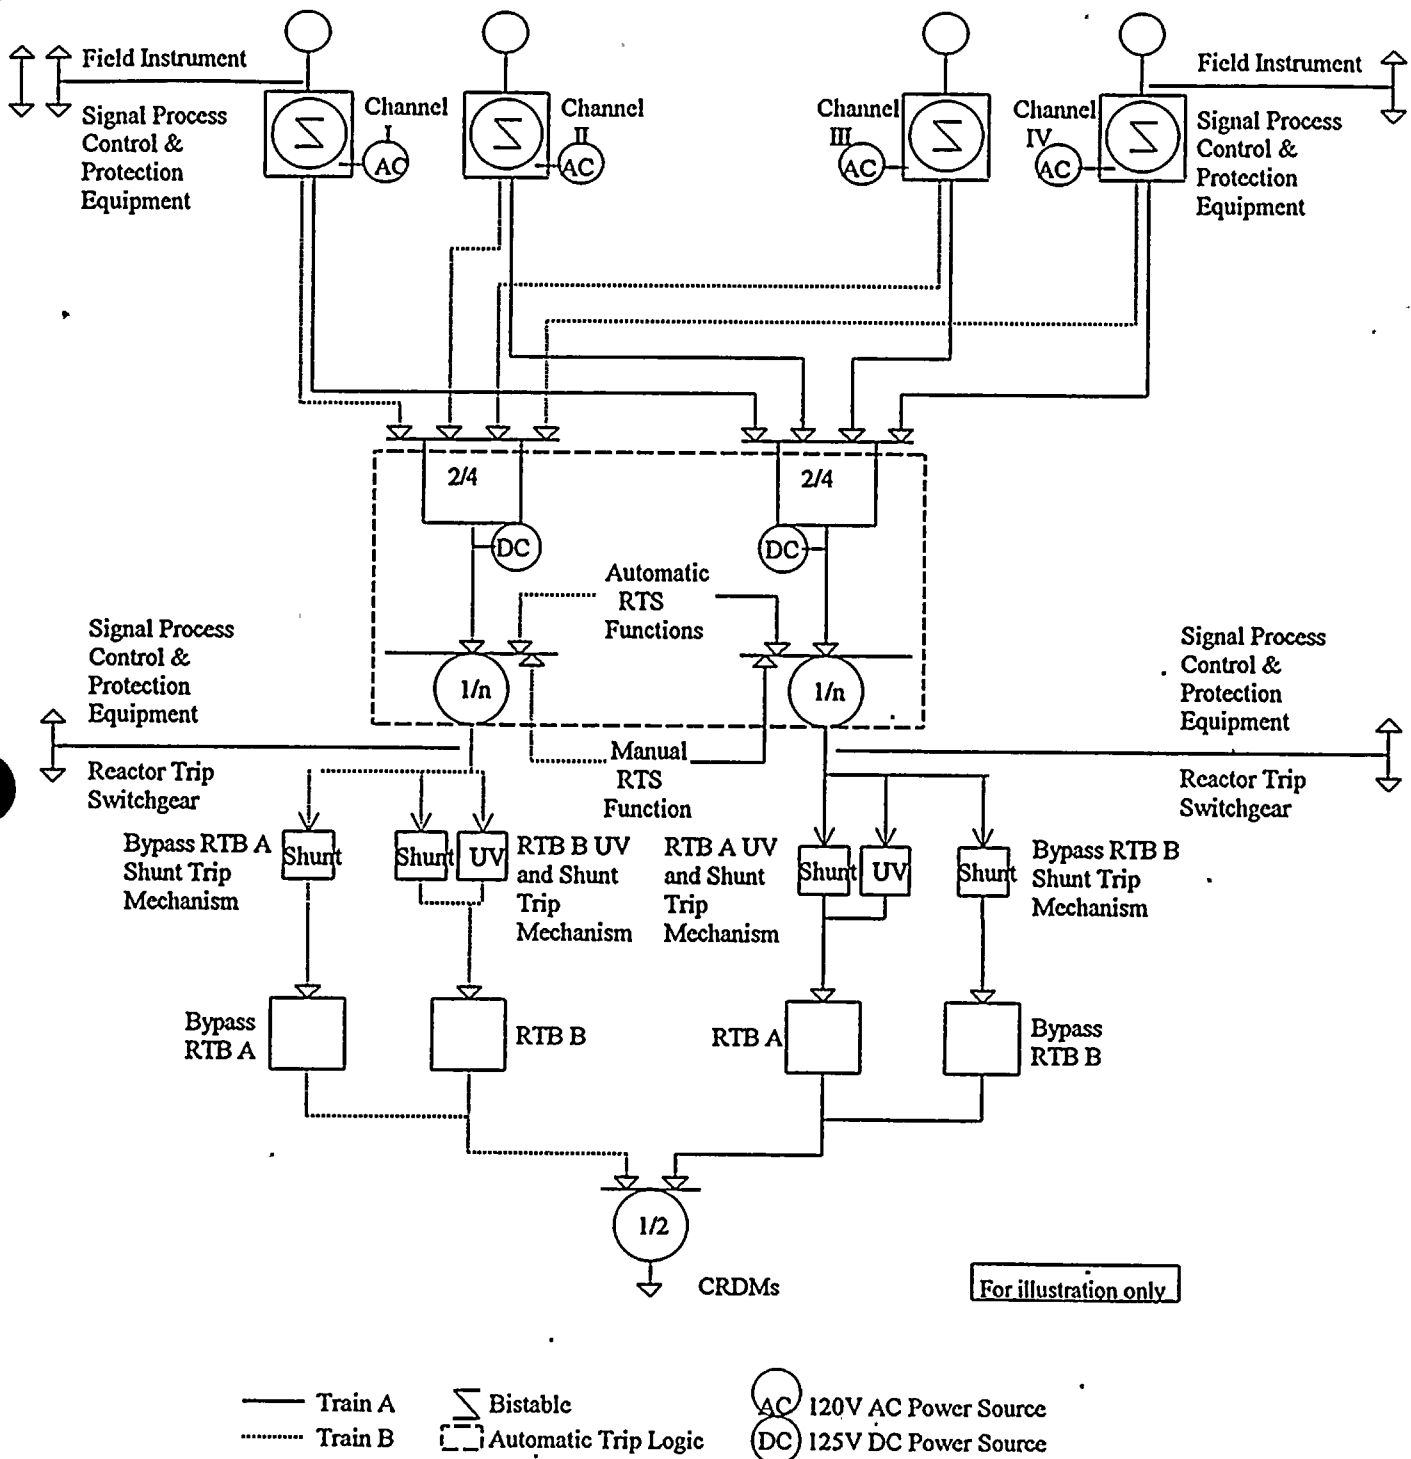 Field Instrument
Signal Process
Control &
Protection
Equipment
Σ
Channel
I
AC
Σ
Channel
II
AC
Channel
III
AC
Σ
Channel
IV
AC
Σ
Field Instrument
Signal Process
Control &
Protection
Equipment
2/4
2/4
DC
DC
Automatic
RTS
Functions
1/n
1/n
Signal Process
Control &
Protection
Equipment
Reactor Trip
Switchgear
Manual
RTS
Function
Signal Process
Control &
Protection
Equipment
Reactor Trip
Switchgear
Bypass RTB A
Shunt Trip
Mechanism
Shunt
Shunt
UV
RTB B UV
and Shunt
Trip
Mechanism
RTB A UV
and Shunt
Trip
Mechanism
Shunt
UV
Shunt
Bypass RTB B
Shunt Trip
Mechanism
Bypass
RTB A
RTB B
RTB A
Bypass
RTB B
1/2
CRDMs
For illustration only
Train A
Train B
Σ Bistable
Automatic Trip Logic
AC 120V AC Power Source
DC 125V DC Power Source